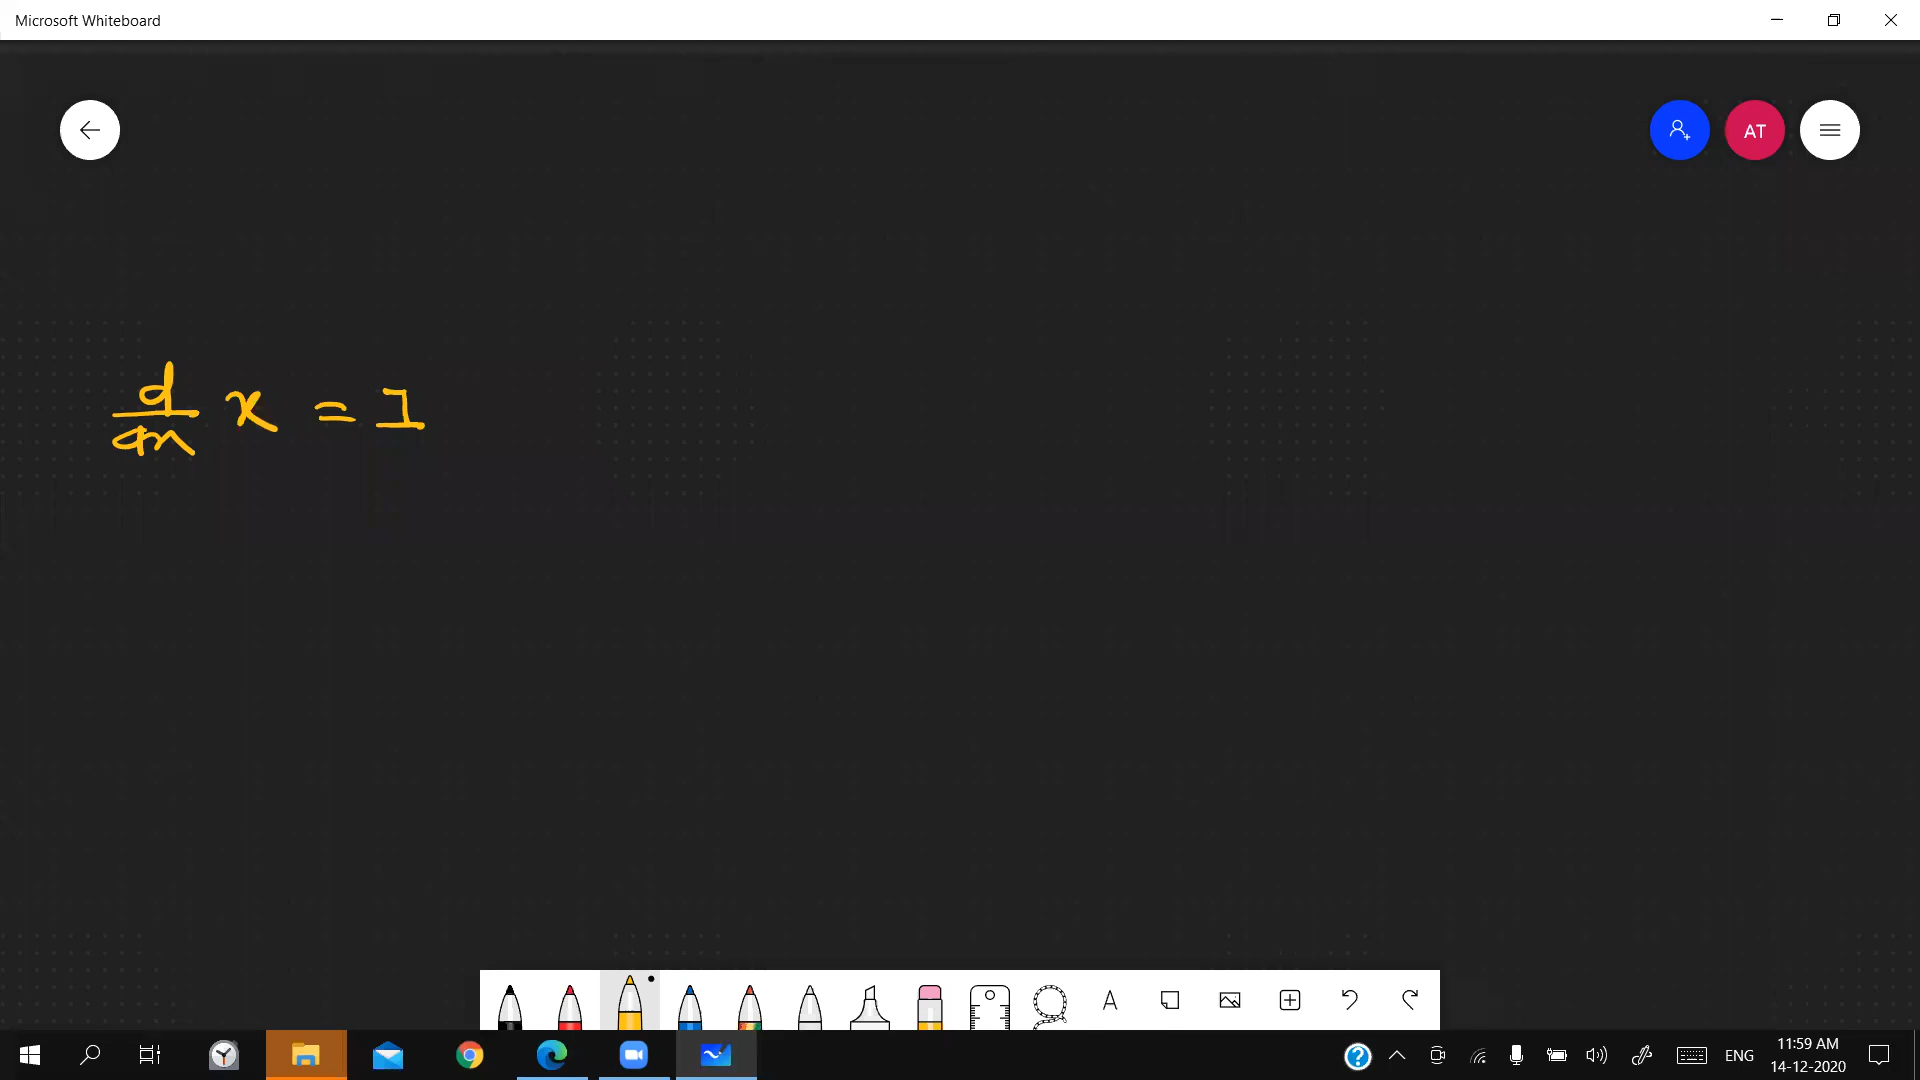 Microsoft Whiteboard
AT
d/dx x = 1
A
ENG
11:59 AM
14-12-2020